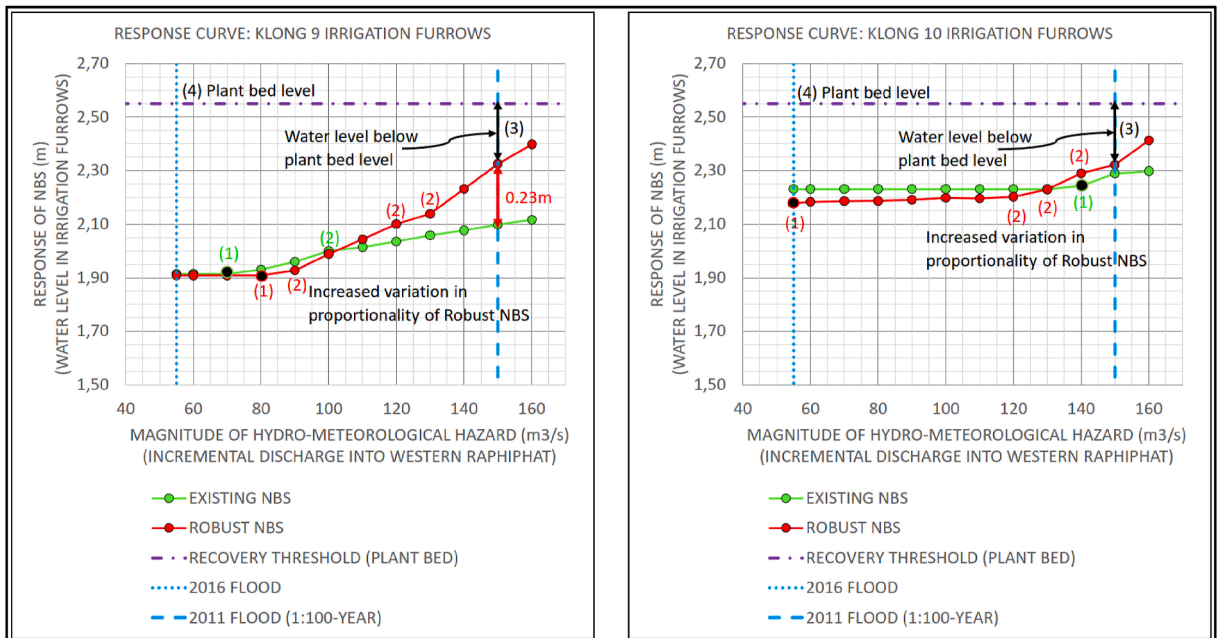 RESPONSE CURVE: KLONG 9 IRRIGATION FURROWS
RESPONSE OF NBS (m)
(WATER LEVEL IN IRRIGATION FURROWS)
2,70
2,50
2,30
2,10
1,90
1,70
1,50
(4) Plant bed level
Water level below
plant bed level
(3)
0.23m
(1)
(2)
(2)
(2)
(1)
(2)
Increased variation in
proportionality of Robust NBS
40 60 80 100 120 140 160
MAGNITUDE OF HYDRO-METEOROLOGICAL HAZARD (m3/s)
(INCREMENTAL DISCHARGE INTO WESTERN RAPHIPHAT)
EXISTING NBS
ROBUST NBS
RECOVERY THRESHOLD (PLANT BED)
2016 FLOOD
2011 FLOOD (1:100-YEAR)
RESPONSE CURVE: KLONG 10 IRRIGATION FURROWS
RESPONSE OF NBS (m)
(WATER LEVEL IN IRRIGATION FURROWS)
2,70
2,50
2,30
2,10
1,90
1,70
1,50
(4) Plant bed level
Water level below
plant bed level
(3)
(2)
(1)
(2)
(2)
(1)
Increased variation in
proportionality of Robust NBS
40 60 80 100 120 140 160
MAGNITUDE OF HYDRO-METEOROLOGICAL HAZARD (m3/s)
(INCREMENTAL DISCHARGE INTO WESTERN RAPHIPHAT)
EXISTING NBS
ROBUST NBS
RECOVERY THRESHOLD (PLANT BED)
2016 FLOOD
2011 FLOOD (1:100-YEAR)